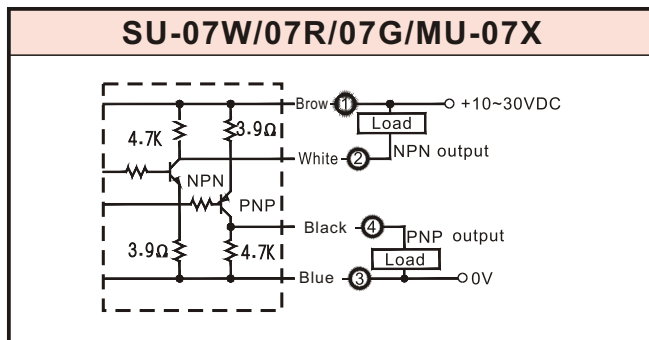 SU-07W/07R/07G/MU-07X
Brow 1 +10~30VDC
4.7K 3.9Ω Load
White 2 NPN output
NPN
PNP Black 4 PNP output
3.9Ω 4.7K Load
Blue 3 0V